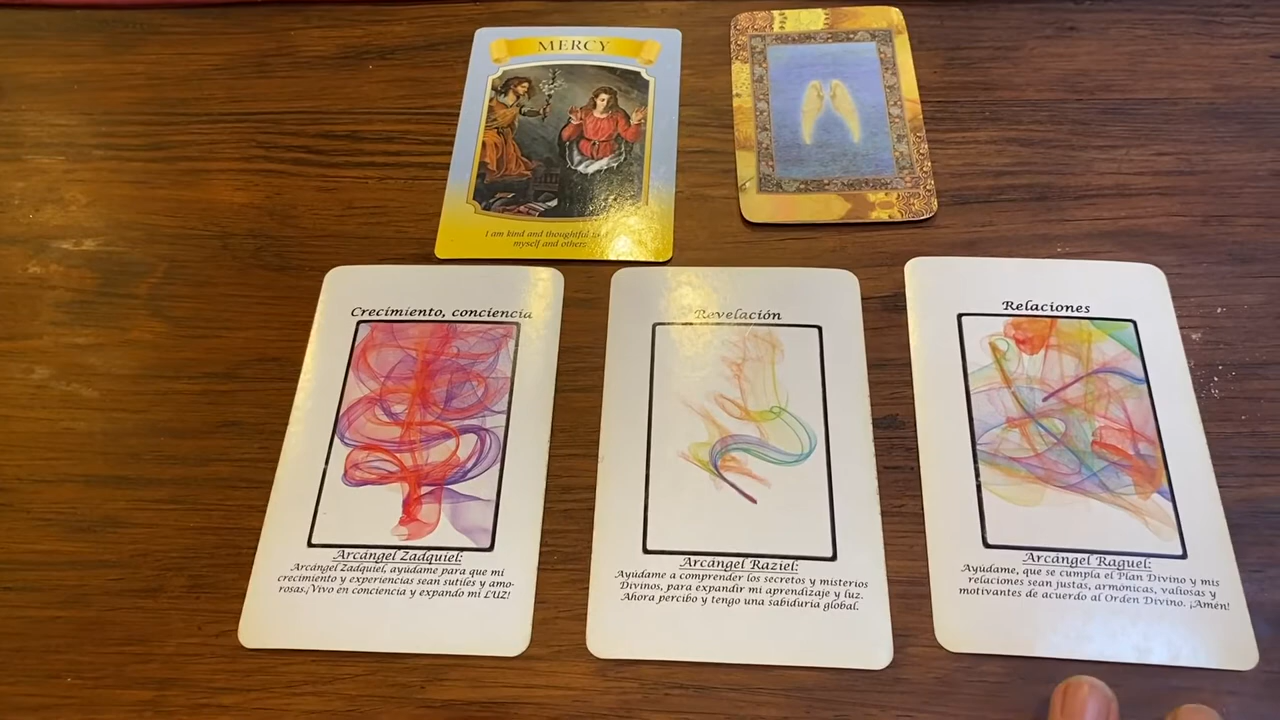 MERCY
I am kind and thoughtful to
myself and others.
Crecimiento, conciencia
Arcángel Zadquiel:
Arcángel Zadquiel, ayúdame para que mi
crecimiento y experiencias sean sutiles y amo-
rosas.¡Vivo en conciencia y expando mi LUZ!
Revelación
Arcángel Raziel:
Ayúdame a comprender los secretos y misterios
Divinos, para expandir mi aprendizaje y luz.
Ahora percibo y tengo una sabiduría global.
Relaciones
Arcángel Raguel:
Ayúdame, que se cumpla el Plan Divino y mis
relaciones sean justas, armónicas, valiosas y
motivantes de acuerdo al Orden Divino. ¡Amén!